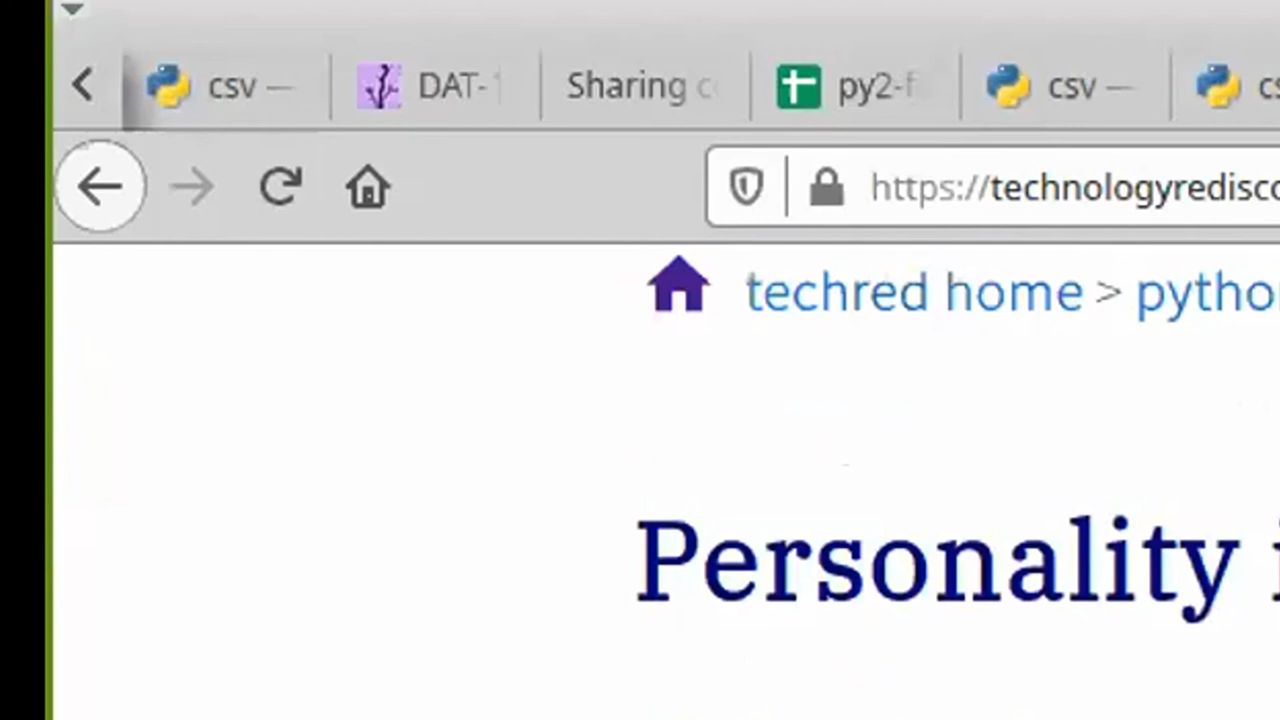 csv — DAT- Sharing py2-f csv —
https://technologyredisco
techred home > pytho
Personality